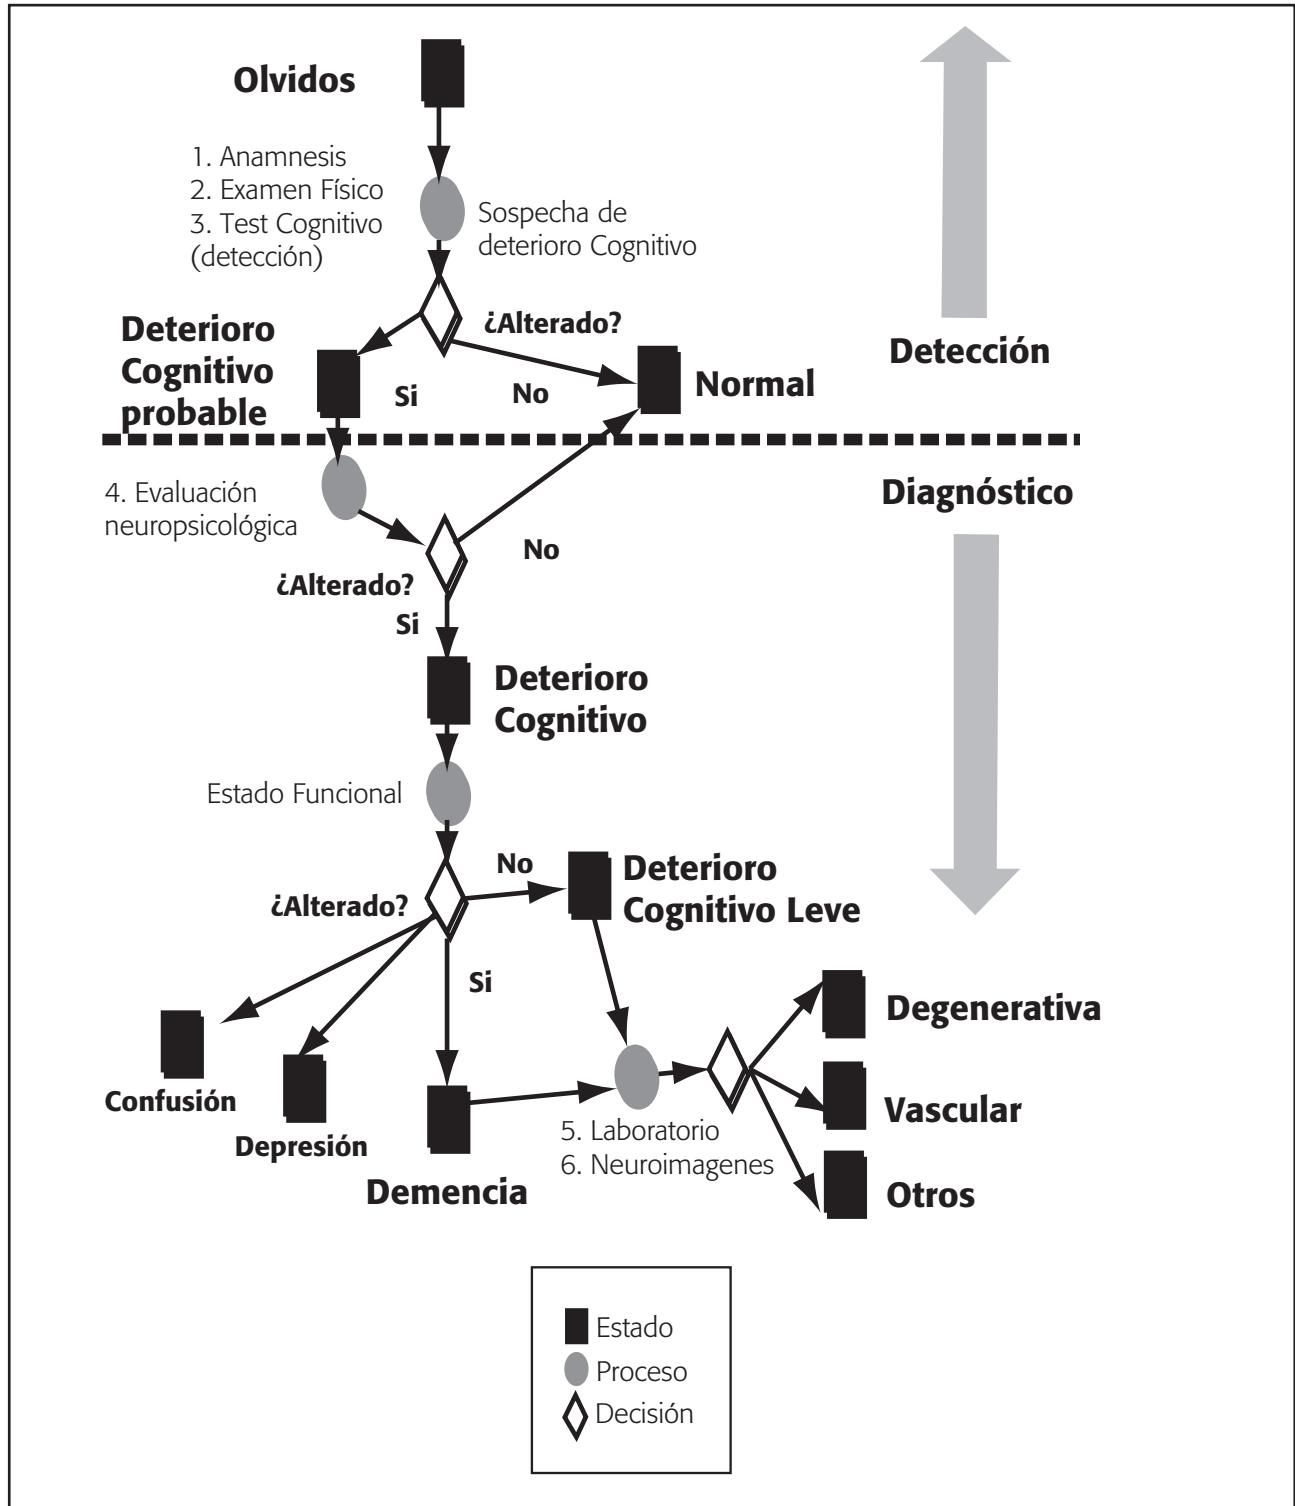 Olvidos
1. Anamnesis
2. Examen Físico
3. Test Cognitivo
(detección)
Sospecha de
deterioro Cognitivo
¿Alterado?
Deterioro
Cognitivo
probable
Si
No
Normal
Detección
Diagnóstico
4. Evaluación
neuropsicológica
No
¿Alterado?
Si
Deterioro
Cognitivo
Estado Funcional
No
Deterioro
Cognitivo Leve
¿Alterado?
Si
Degenerativa
Confusión
Vascular
Depresión
5. Laboratorio
6. Neuroimagenes
Demencia
Otros
Estado
Proceso
Decisión